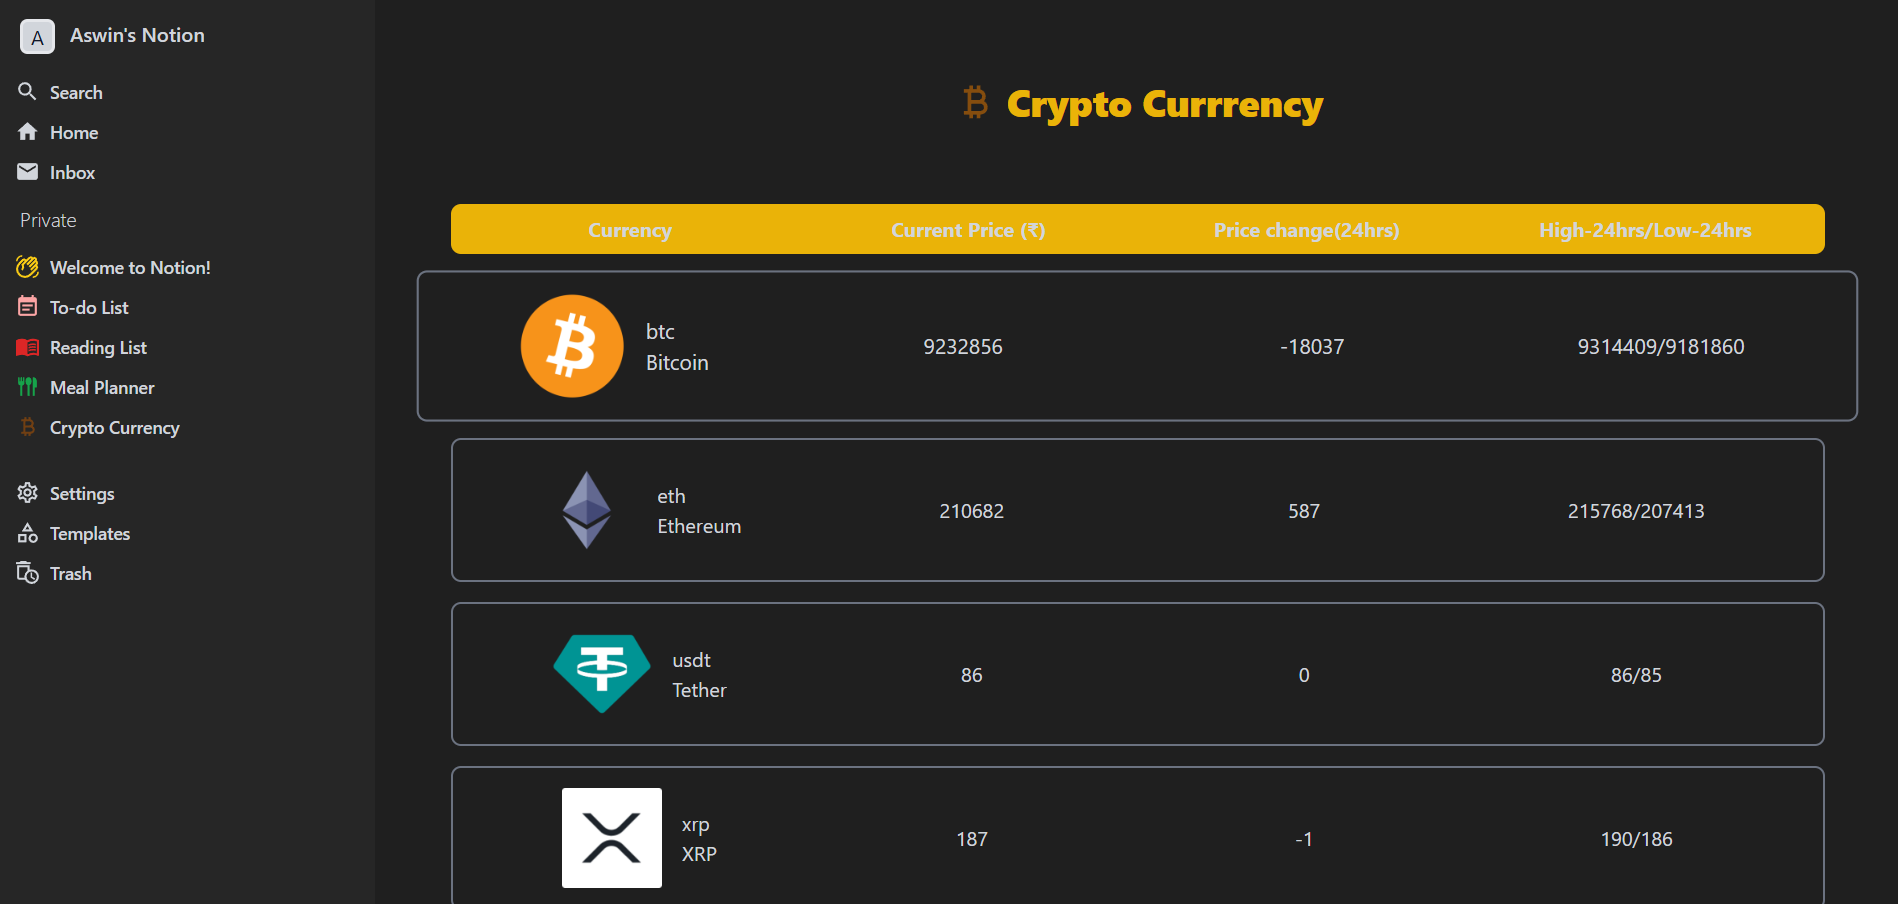 A Aswin's Notion
Search
Home
Inbox
Private
Welcome to Notion!
To-do List
Reading List
Meal Planner
Crypto Currency
Settings
Templates
Trash
Crypto Currrency
Currency Current Price (₹) Price change(24hrs) High-24hrs/Low-24hrs
btc
Bitcoin
9232856 -18037 9314409/9181860
eth
Ethereum
210682 587 215768/207413
usdt
Tether
86 0 86/85
xrp
XRP
187 -1 190/186